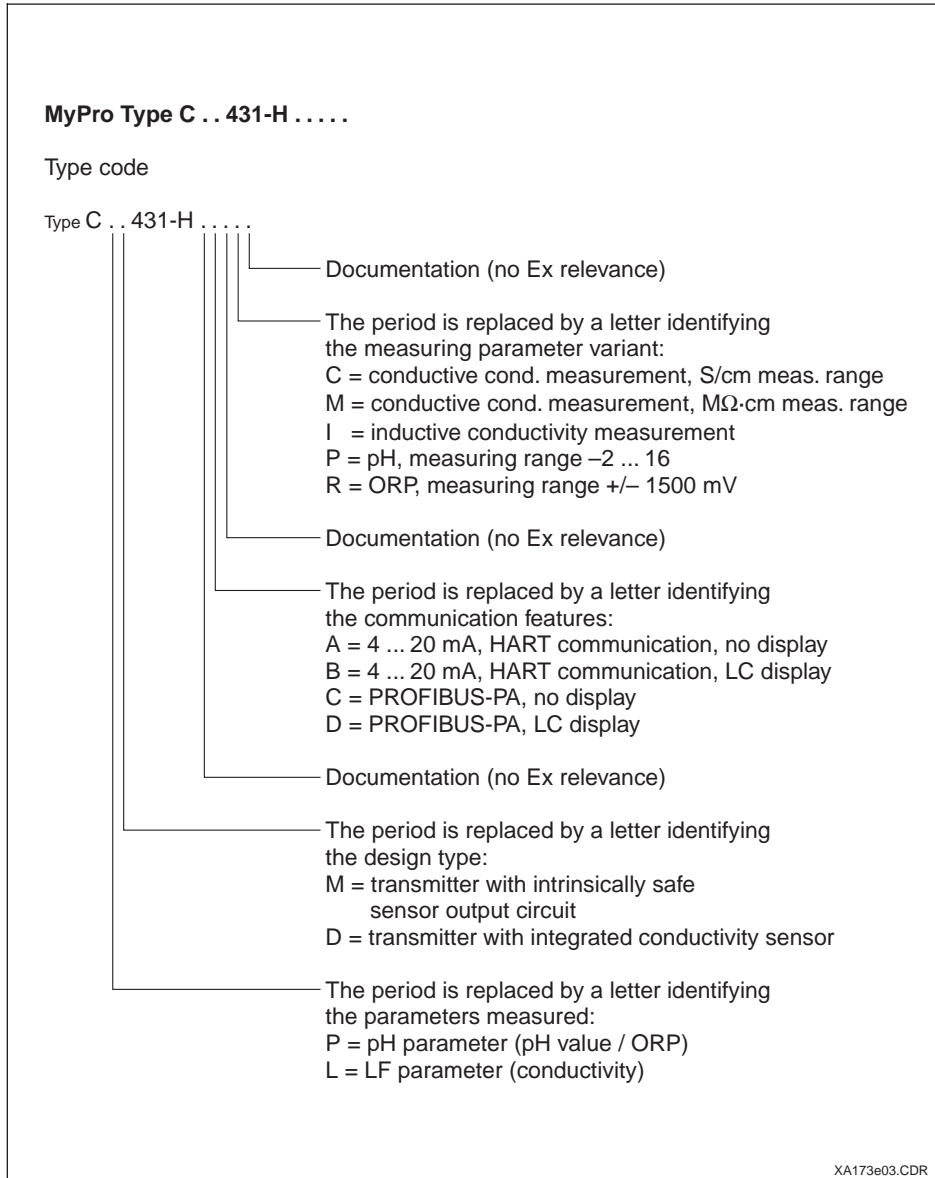 MyPro Type C . . 431-H . . . . .
Type code
Type C . . 431-H . . . . .
Documentation (no Ex relevance)
The period is replaced by a letter identifying
the measuring parameter variant:
C = conductive cond. measurement, S/cm meas. range
M = conductive cond. measurement, MΩ·cm meas. range
I = inductive conductivity measurement
P = pH, measuring range –2 ... 16
R = ORP, measuring range +/– 1500 mV
Documentation (no Ex relevance)
The period is replaced by a letter identifying
the communication features:
A = 4 ... 20 mA, HART communication, no display
B = 4 ... 20 mA, HART communication, LC display
C = PROFIBUS-PA, no display
D = PROFIBUS-PA, LC display
Documentation (no Ex relevance)
The period is replaced by a letter identifying
the design type:
M = transmitter with intrinsically safe
sensor output circuit
D = transmitter with integrated conductivity sensor
The period is replaced by a letter identifying
the parameters measured:
P = pH parameter (pH value / ORP)
L = LF parameter (conductivity)
XA173e03.CDR